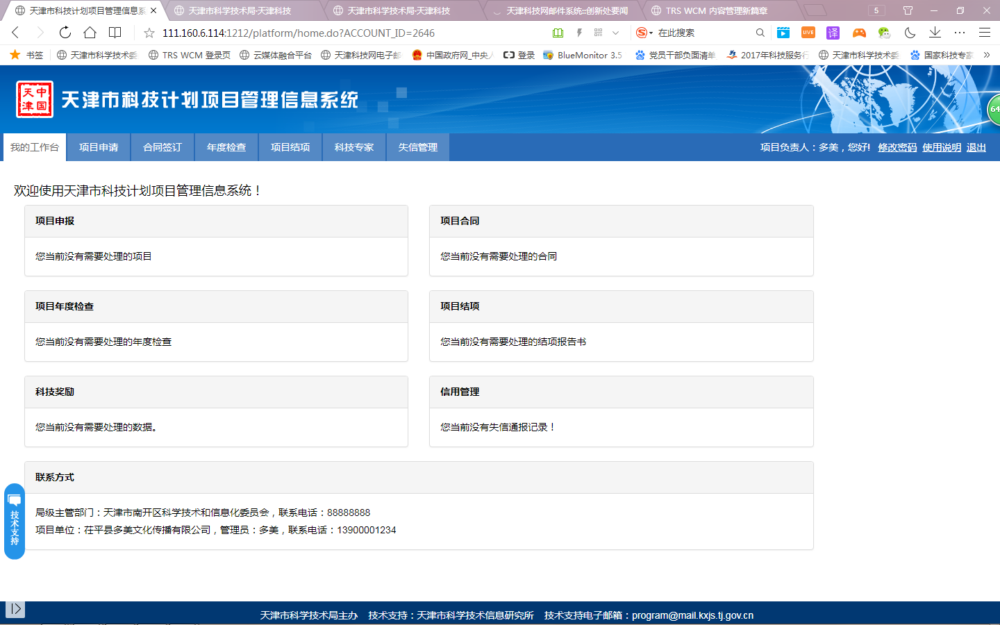 天津市科技计划项目管理信息系
天津市科学技术局-天津科技
天津市科学技术局-天津科技
天津科技网邮件系统::创新处要闻
TRS WCM 内容管理新篇章
5
111.160.6.114:1212/platform/home.do?ACCOUNT_ID=2646
在此搜索
LIVE
译
书签
天津市科学技术委
TRS WCM 登录页
云媒体融合平台
天津科技网电子邮
中国政府网_中央人
登录
BlueMonitor 3.5
党员干部负面清单
2017年科技服务行
天津市科学技术委
国家科技专家
天津
中国
天津市科技计划项目管理信息系统
64
我的工作台
项目申请
合同签订
年度检查
项目结项
科技专家
失信管理
项目负责人：多美，您好!
修改密码
使用说明
退出
欢迎使用天津市科技计划项目管理信息系统！
项目申报
项目合同
您当前没有需要处理的项目
您当前没有需要处理的合同
项目年度检查
项目结项
您当前没有需要处理的年度检查
您当前没有需要处理的结项报告书
科技奖励
信用管理
您当前没有需要处理的数据。
您当前没有失信通报记录！
联系方式
局级主管部门：天津市南开区科学技术和信息化委员会，联系电话：88888888
项目单位：茌平县多美文化传播有限公司，管理员：多美，联系电话：13900001234
技术支持
天津市科学技术局主办 技术支持：天津市科学技术信息研究所 技术支持电子邮箱：program@mail.kxjs.tj.gov.cn